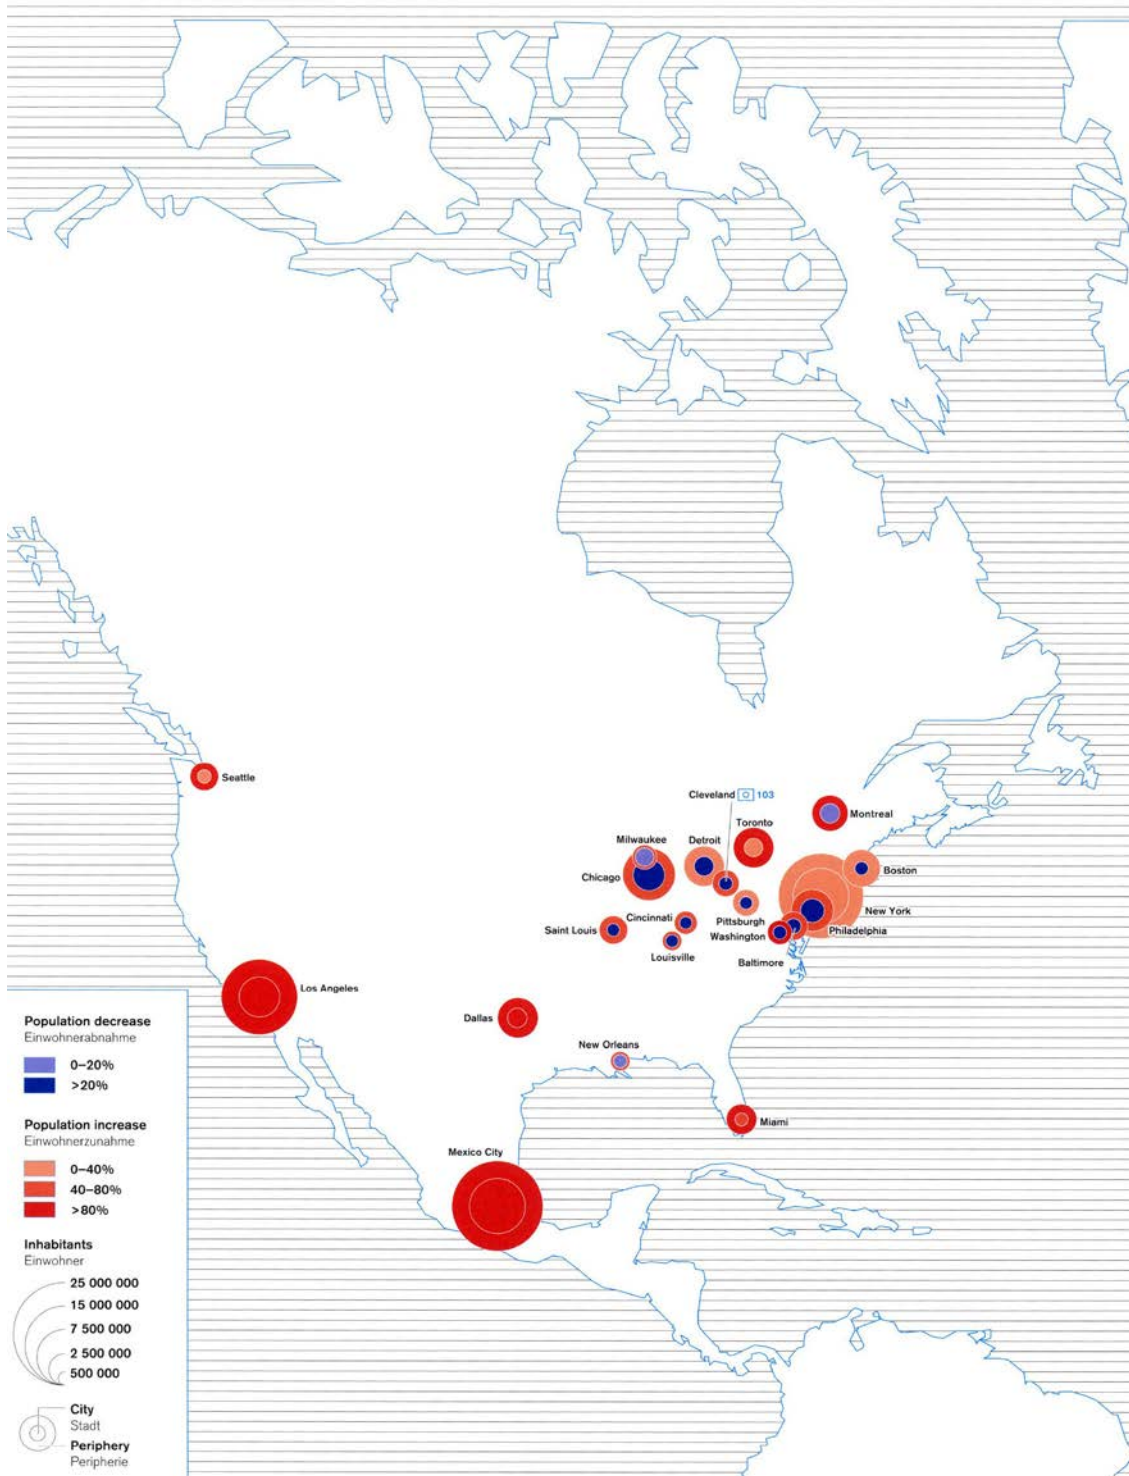 Seattle
Cleveland 103
Montreal
Toronto
Milwaukee
Detroit
Boston
Chicago
New York
Cincinnati
Pittsburgh
Saint Louis
Washington
Philadelphia
Louisville
Baltimore
Los Angeles
Dallas
New Orleans
Miami
Mexico City
Population decrease
Einwohnerabnahme
0–20%
>20%
Population increase
Einwohnerzunahme
0–40%
40–80%
>80%
Inhabitants
Einwohner
25 000 000
15 000 000
7 500 000
2 500 000
500 000
City
Stadt
Periphery
Peripherie